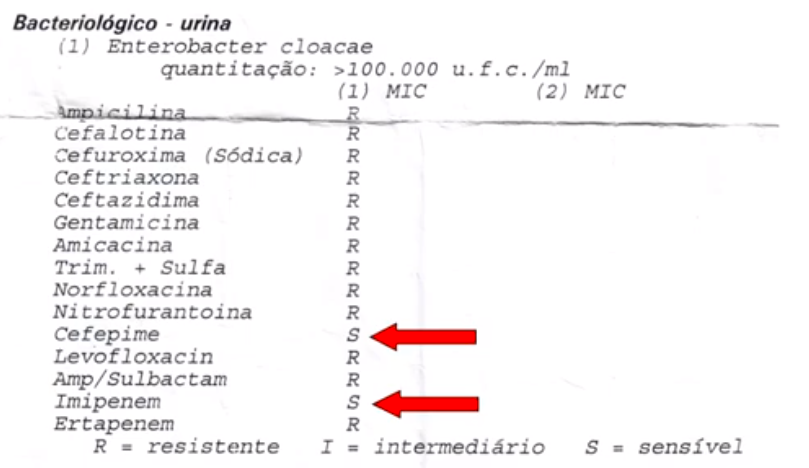 Bacteriológico - urina
(1) Enterobacter cloacae
quantitação: >100.000 u.f.c./ml
(1) MIC (2) MIC
Ampicilina R
Cefalotina R
Cefuroxima (Sódica) R
Ceftriaxona R
Ceftazidima R
Gentamicina R
Amicacina R
Trim. + Sulfa R
Norfloxacina R
Nitrofurantoina R
Cefepime S
Levofloxacin R
Amp/Sulbactam R
Imipenem S
Ertapenem R
R = resistente I = intermediário S = sensível